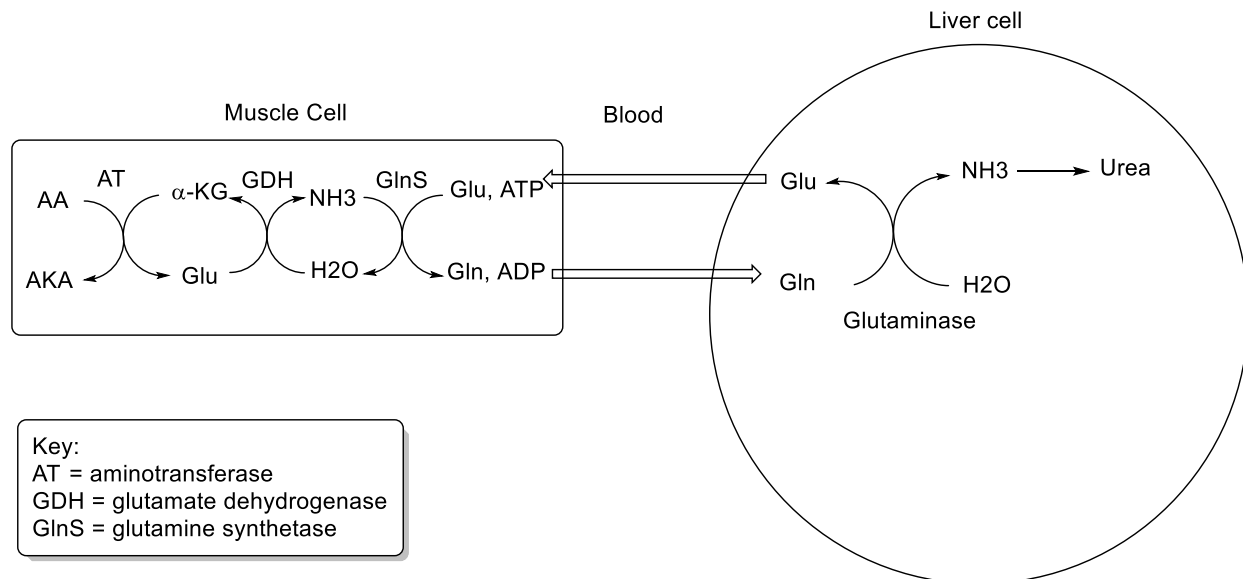 Liver cell
Muscle Cell
Blood
AA
AT
α-KG
GDH
NH3
GlnS
Glu, ATP
AKA
Glu
H2O
Gln, ADP
Glu
NH3
Urea
Gln
H2O
Glutaminase
Key:
AT = aminotransferase
GDH = glutamate dehydrogenase
GlnS = glutamine synthetase